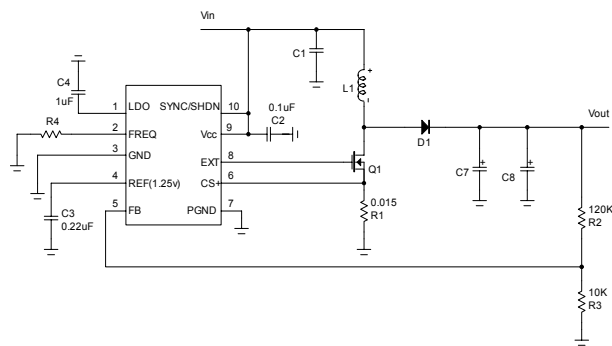 Vin
C1
L1
+
-
C4
1uF
R4
C3
0.22uF
1 LDO SYNC/SHDN 10
2 FREQ Vcc 9
3 GND EXT 8
4 REF(1.25v) CS+ 6
5 FB PGND 7
0.1uF
C2
Q1
0.015
R1
D1
Vout
+
C7
+
C8
120K
R2
10K
R3